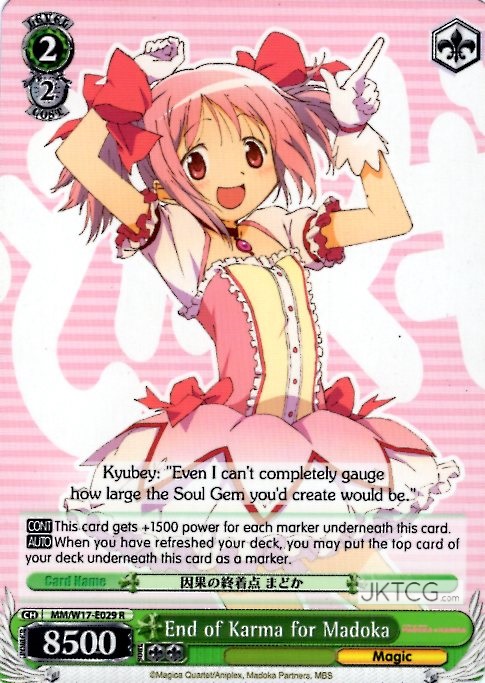 LEVEL
2
2
COST
Kyubey: "Even I can't completely gauge
how large the Soul Gem you'd create would be."
CONT This card gets +1500 power for each marker underneath this card.
AUTO When you have refreshed your deck, you may put the top card of
your deck underneath this card as a marker.
Card Name 因果の終着点 まどか
JKTCG.com
CH MM/W17-E029 R
POWER 8500 End of Karma for Madoka
Magic
©Magica Quartet/Aniplex, Madoka Partners, MBS